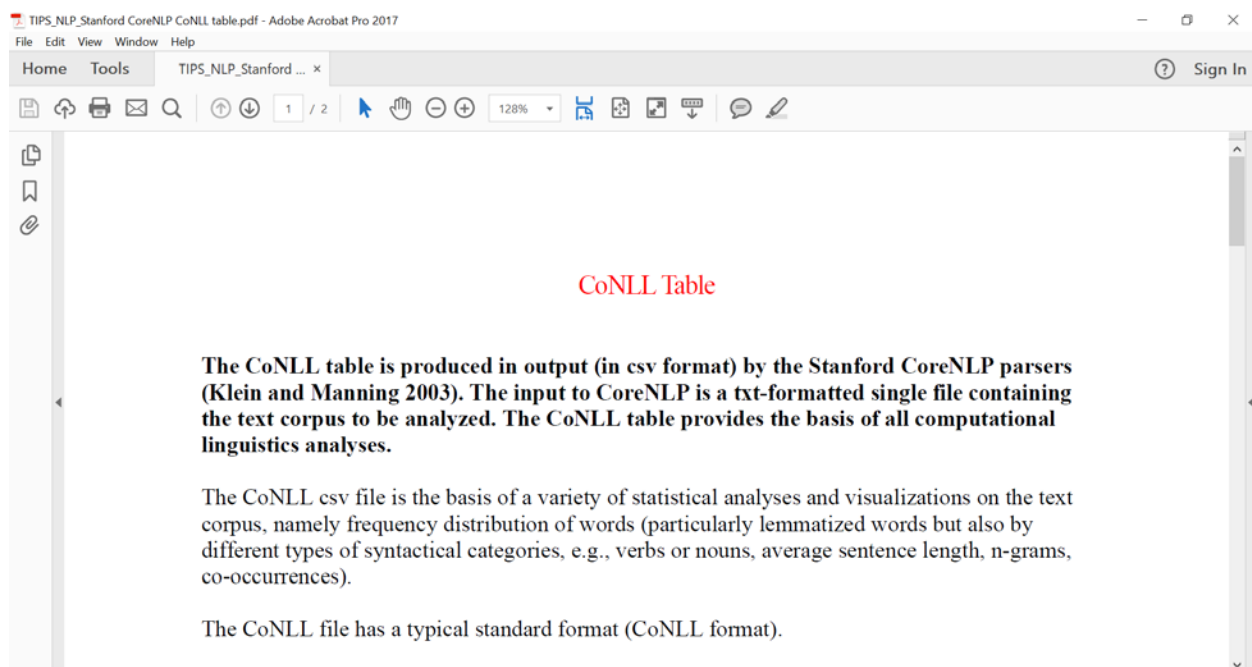 TIPS_NLP_Stanford CoreNLP CoNLL table.pdf - Adobe Acrobat Pro 2017
File Edit View Window Help
Home Tools TIPS_NLP_Stanford ... × ? Sign In
1 / 2 128%
CoNLL Table
The CoNLL table is produced in output (in csv format) by the Stanford CoreNLP parsers
(Klein and Manning 2003). The input to CoreNLP is a txt-formatted single file containing
the text corpus to be analyzed. The CoNLL table provides the basis of all computational
linguistics analyses.
The CoNLL csv file is the basis of a variety of statistical analyses and visualizations on the text
corpus, namely frequency distribution of words (particularly lemmatized words but also by
different types of syntactical categories, e.g., verbs or nouns, average sentence length, n-grams,
co-occurrences).
The CoNLL file has a typical standard format (CoNLL format).